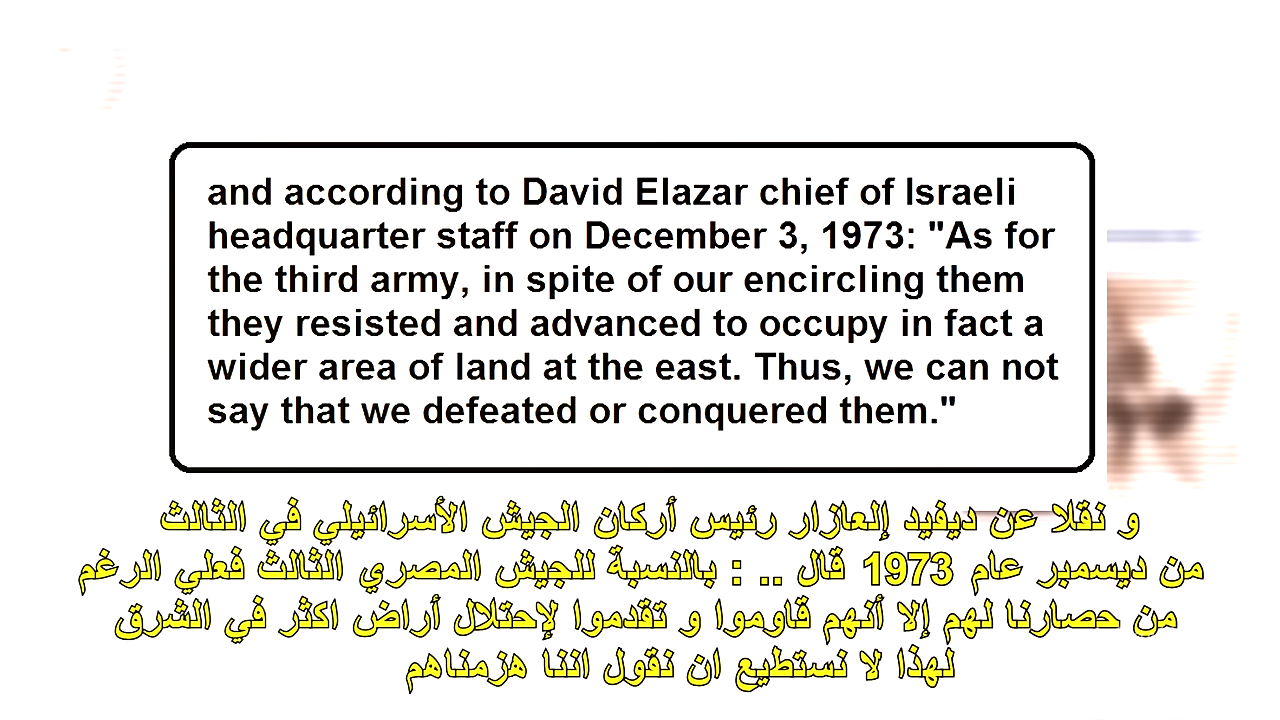 and according to David Elazar chief of Israeli
headquarter staff on December 3, 1973: "As for
the third army, in spite of our encircling them
they resisted and advanced to occupy in fact a
wider area of land at the east. Thus, we can not
say that we defeated or conquered them."
و نقلا عن ديفيد إلعازار رئيس أركان الجيش الأسرائيلي في الثالث
من ديسمبر عام 1973 قال .. : بالنسبة للجيش المصري الثالث فعلي الرغم
من حصارنا لهم إلا أنهم قاوموا و تقدموا لإحتلال أراض اكثر في الشرق
لهذا لا نستطيع ان نقول اننا هزمناهم